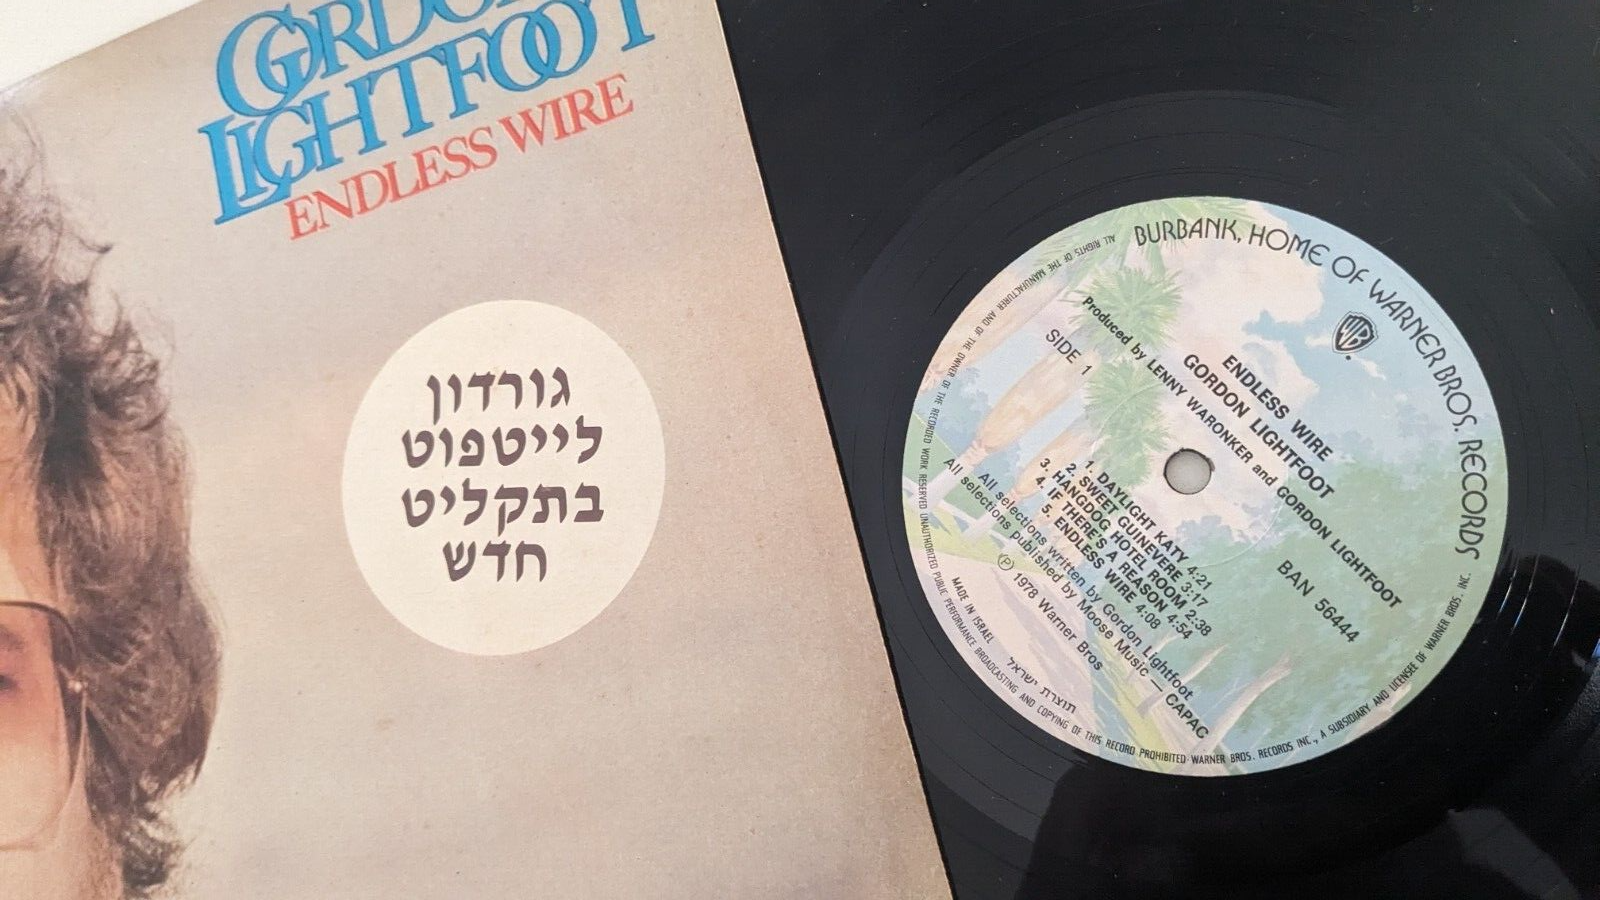 GORDON
LIGHTFOOT
ENDLESS WIRE
גורדון
לייטפוט
בתקליט
חדש
BURBANK, HOME OF WARNER BROS. RECORDS
WB
ENDLESS WIRE
GORDON LIGHTFOOT
Produced by LENNY WARONKER and GORDON LIGHTFOOT
SIDE 1
BAN 56444
1. DAYLIGHT KATY 4:21
2. SWEET GUINEVERE 3:17
3. HANGDOG HOTEL ROOM 2:38
4. IF THERE'S A REASON 4:54
5. ENDLESS WIRE 4:08
All selections written by Gordon Lightfoot
All selections published by Moose Music — CAPAC
Ⓟ 1978 Warner Bros
MADE IN ISRAEL תוצרת ישראל
ALL RIGHTS OF THE MANUFACTURER AND OF THE OWNER OF THE RECORDED WORK RESERVED UNAUTHORIZED PUBLIC PERFORMANCE BROADCASTING AND COPYING OF THIS RECORD PROHIBITED · WARNER BROS. RECORDS INC., A SUBSIDIARY AND LICENSEE OF WARNER BROS. INC.